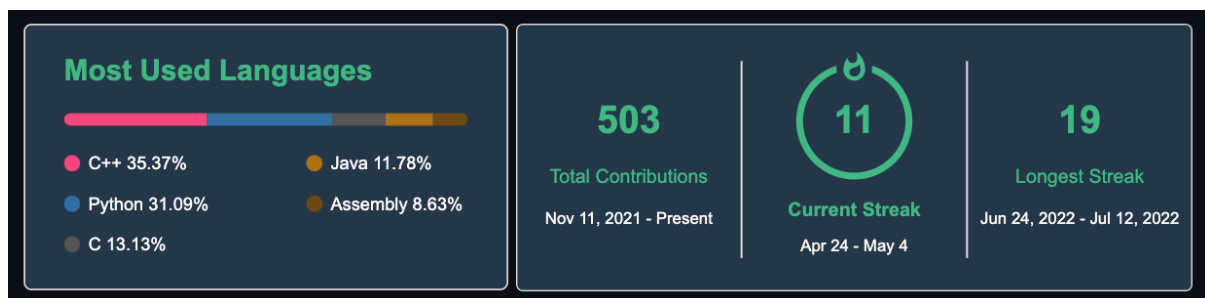 Most Used Languages
C++ 35.37%
Java 11.78%
Python 31.09%
Assembly 8.63%
C 13.13%
503
Total Contributions
Nov 11, 2021 - Present
11
Current Streak
Apr 24 - May 4
19
Longest Streak
Jun 24, 2022 - Jul 12, 2022